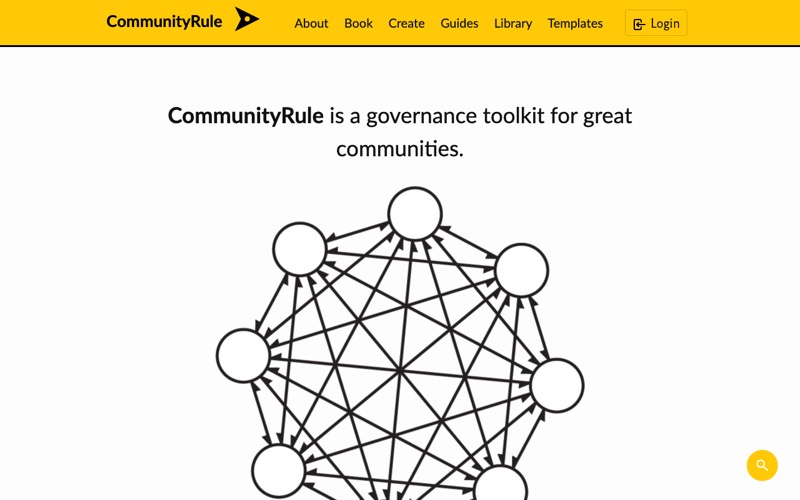 CommunityRule
About Book Create Guides Library Templates Login
CommunityRule is a governance toolkit for great
communities.